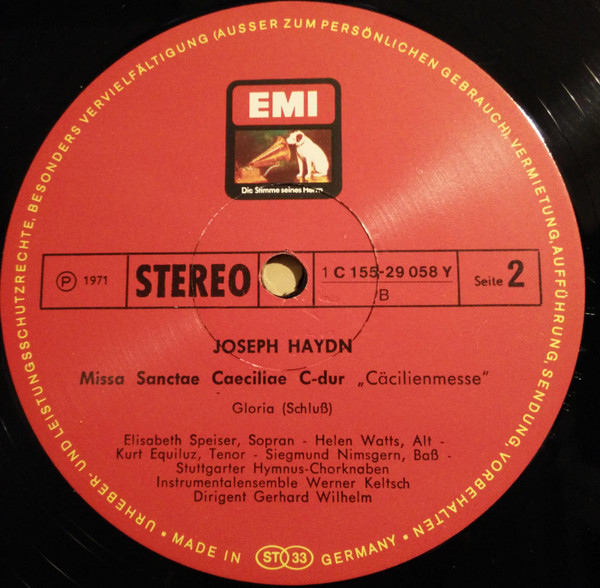 URHEBER- UND LEISTUNGSSCHUTZRECHTE, BESONDERS VERVIELFÄLTIGUNG (AUSSER ZUM PERSÖNLICHEN GEBRAUCH), VERMIETUNG, AUFFÜHRUNG, SENDUNG, VORBEHALTEN •
EMI
Die Stimme seines Herrn
Ⓟ 1971
STEREO
1 C 155-29 058 Y
B
Seite 2
JOSEPH HAYDN
Missa Sanctae Caeciliae C-dur „Cäcilienmesse“
Gloria (Schluß)
Elisabeth Speiser, Sopran - Helen Watts, Alt -
Kurt Equiluz, Tenor - Siegmund Nimsgern, Baß -
Stuttgarter Hymnus-Chorknaben
Instrumentalensemble Werner Keltsch
Dirigent Gerhard Wilhelm
• MADE IN ST 33 GERMANY •